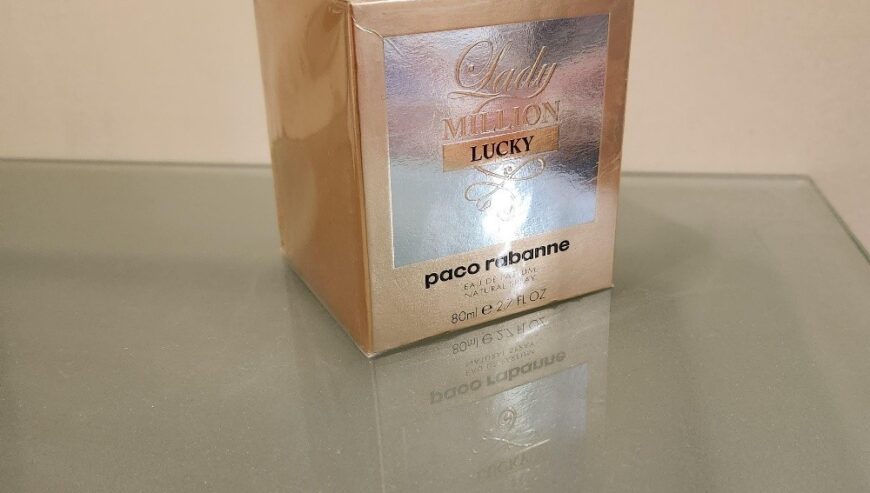 Lady
MILLION
LUCKY
paco rabanne
EAU DE PARFUM
NATURAL SPRAY
80ml e 2.7 FL OZ